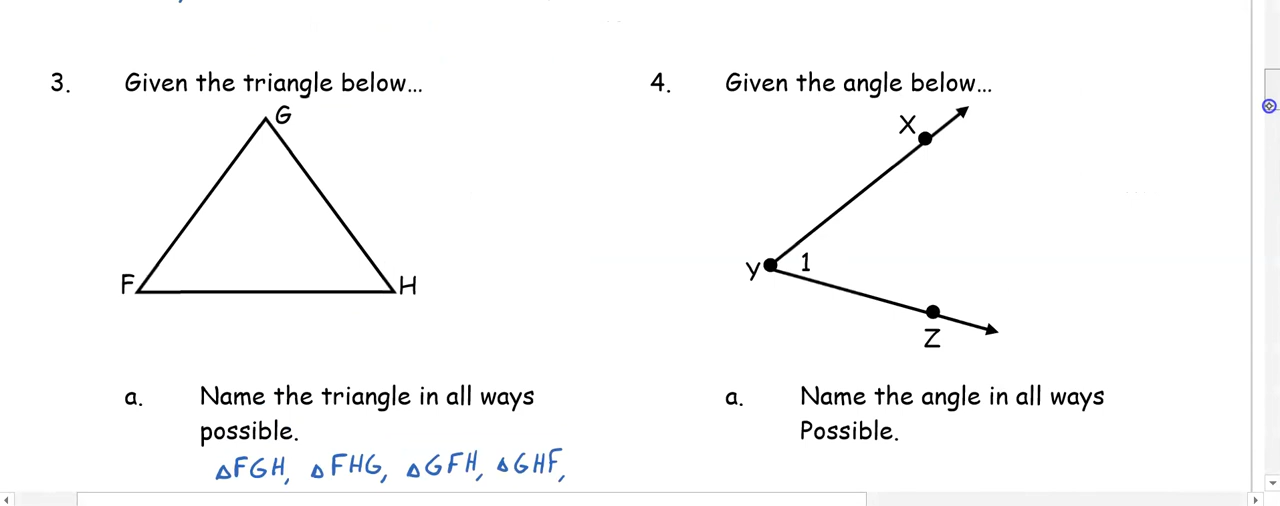 3. Given the triangle below...
G
F
H
a. Name the triangle in all ways
possible.
△FGH, △FHG, △GFH, △GHF,
4. Given the angle below...
X
Y
1
Z
a. Name the angle in all ways
Possible.